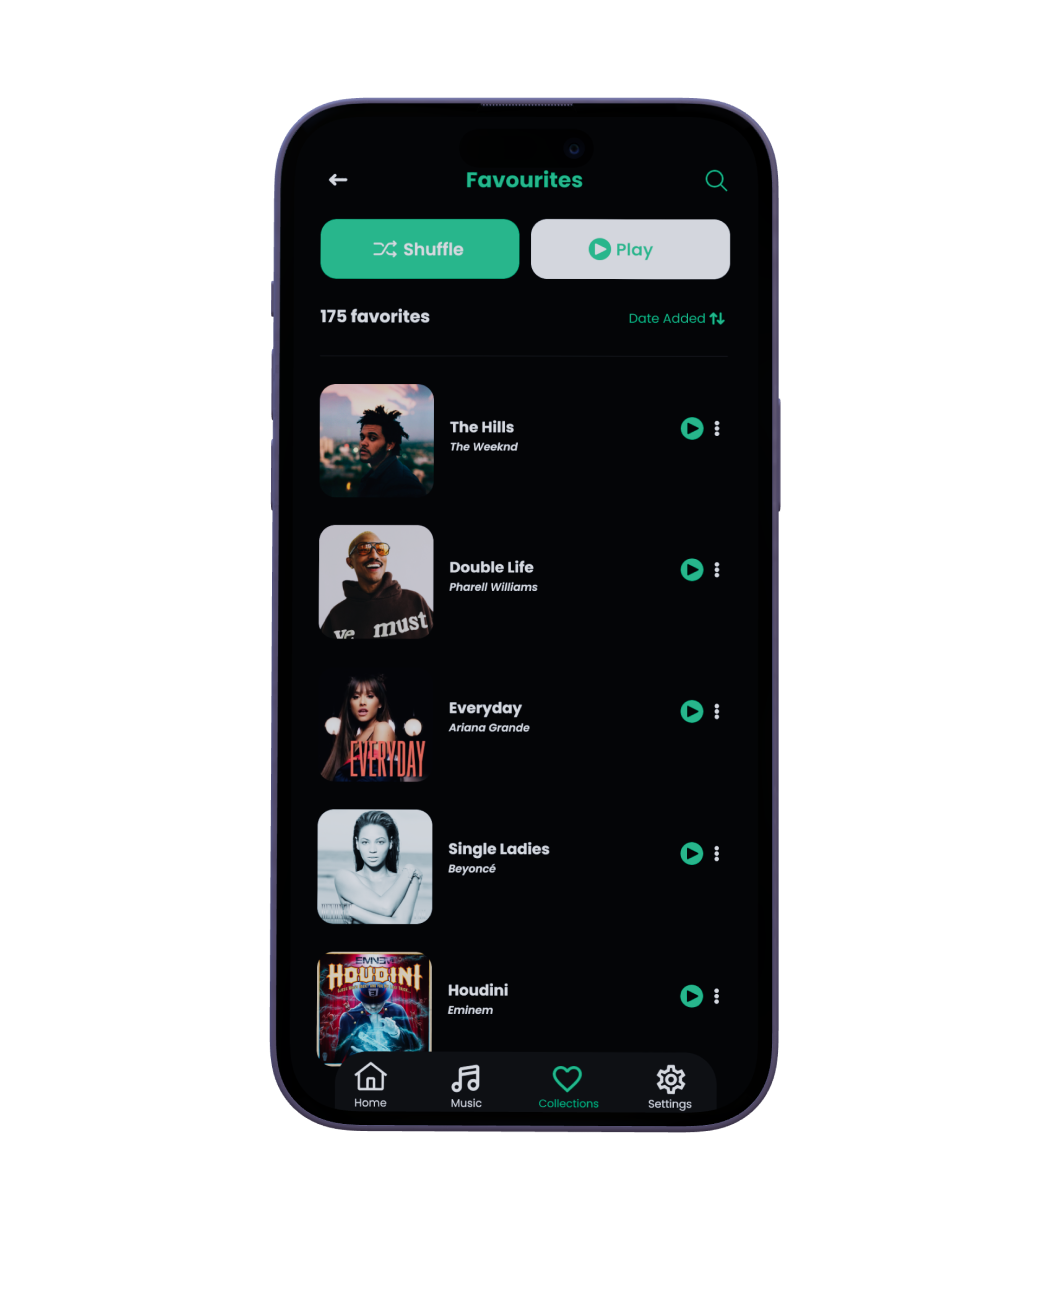 Favourites
Shuffle
Play
175 favorites
Date Added
The Hills
The Weeknd
Double Life
Pharell Williams
ve must
Everyday
Ariana Grande
EVERYDAY
Single Ladies
Beyoncé
EMINEM
HOUDINI
Houdini
Eminem
Home
Music
Collections
Settings